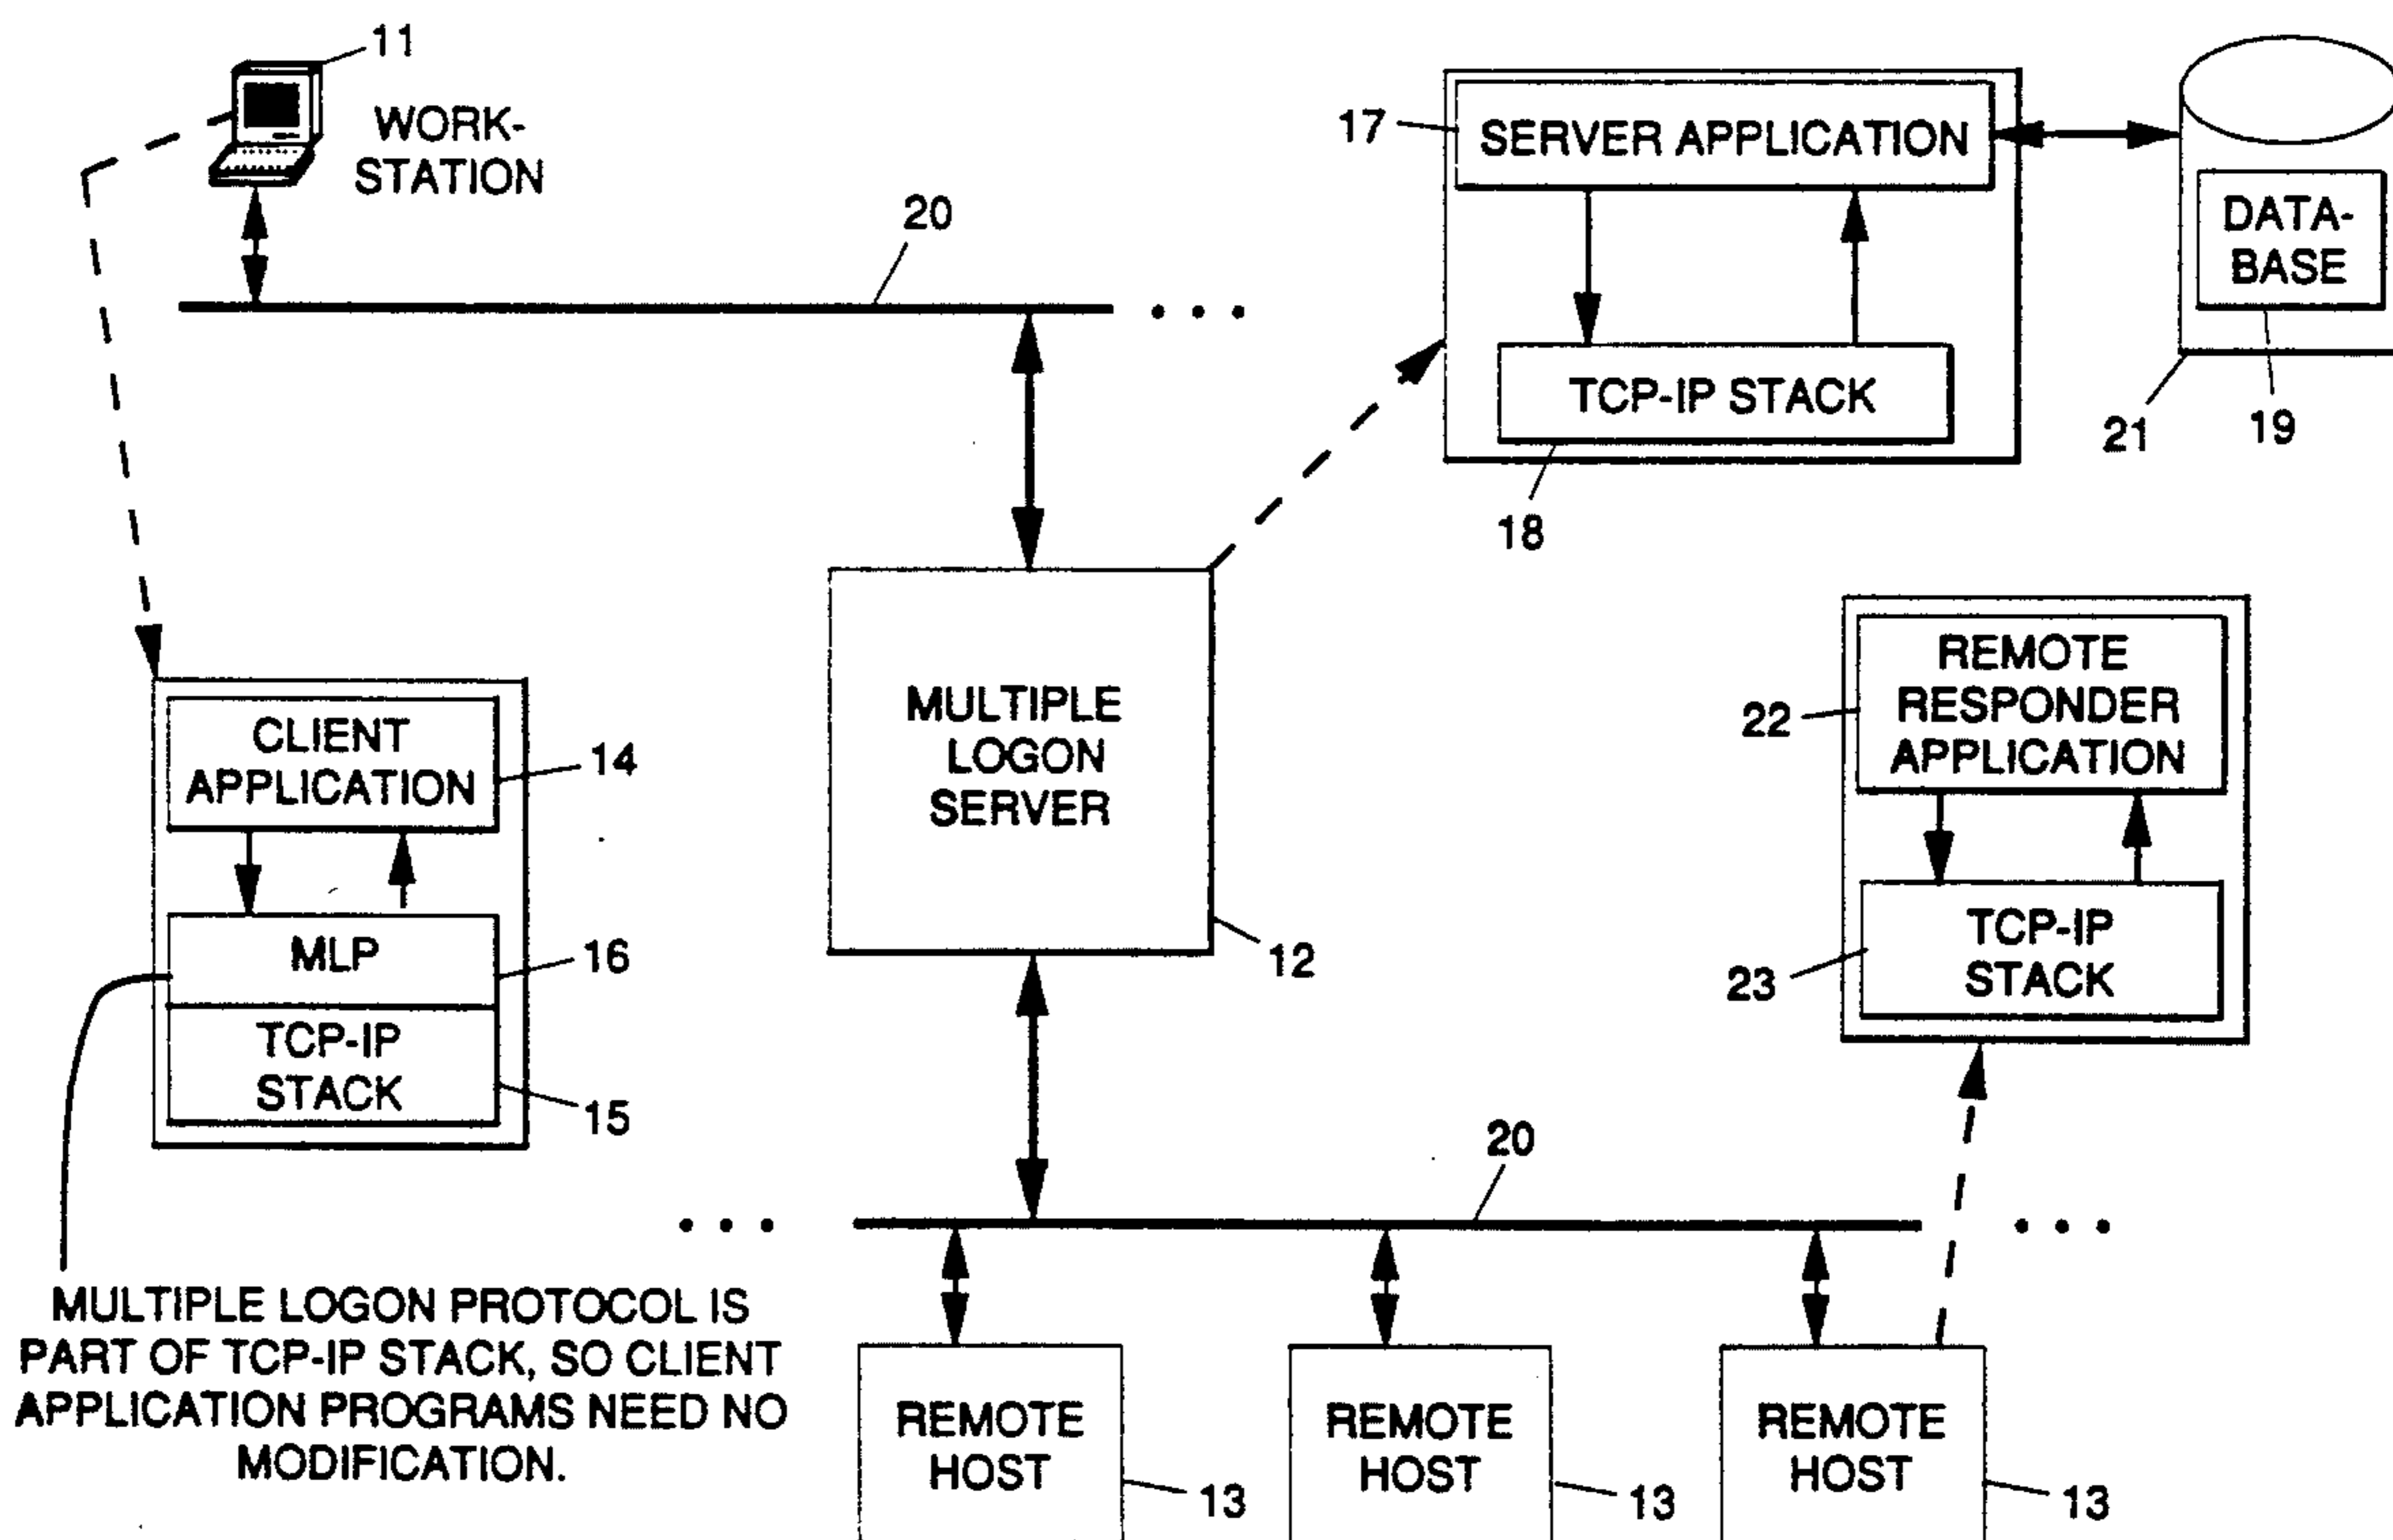 11
WORK-
STATION
20
17
SERVER APPLICATION
TCP-IP STACK
18
DATA-
BASE
21
19
MULTIPLE
LOGON
SERVER
12
CLIENT
APPLICATION
14
MLP
16
TCP-IP
STACK
15
REMOTE
RESPONDER
APPLICATION
22
TCP-IP
STACK
23
20
MULTIPLE LOGON PROTOCOL IS
PART OF TCP-IP STACK, SO CLIENT
APPLICATION PROGRAMS NEED NO
MODIFICATION.
REMOTE
HOST
13
REMOTE
HOST
13
REMOTE
HOST
13